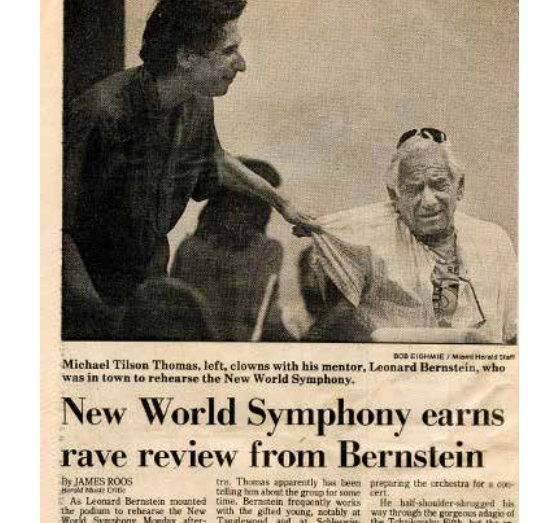 BOB EIGHMIE / Miami Herald Staff
Michael Tilson Thomas, left, clowns with his mentor, Leonard Bernstein, who
was in town to rehearse the New World Symphony.
New World Symphony earns
rave review from Bernstein
By JAMES ROOS
Herald Music Critic
As Leonard Bernstein mounted
the podium to rehearse the New
World Symphony Monday after-
tra. Thomas apparently has been
telling him about the group for some
time. Bernstein frequently works
with the gifted young, notably at
Tanglewood and at
preparing the orchestra for a con-
cert.
He half-shoulder-shrugged his
way through the gorgeous adagio of